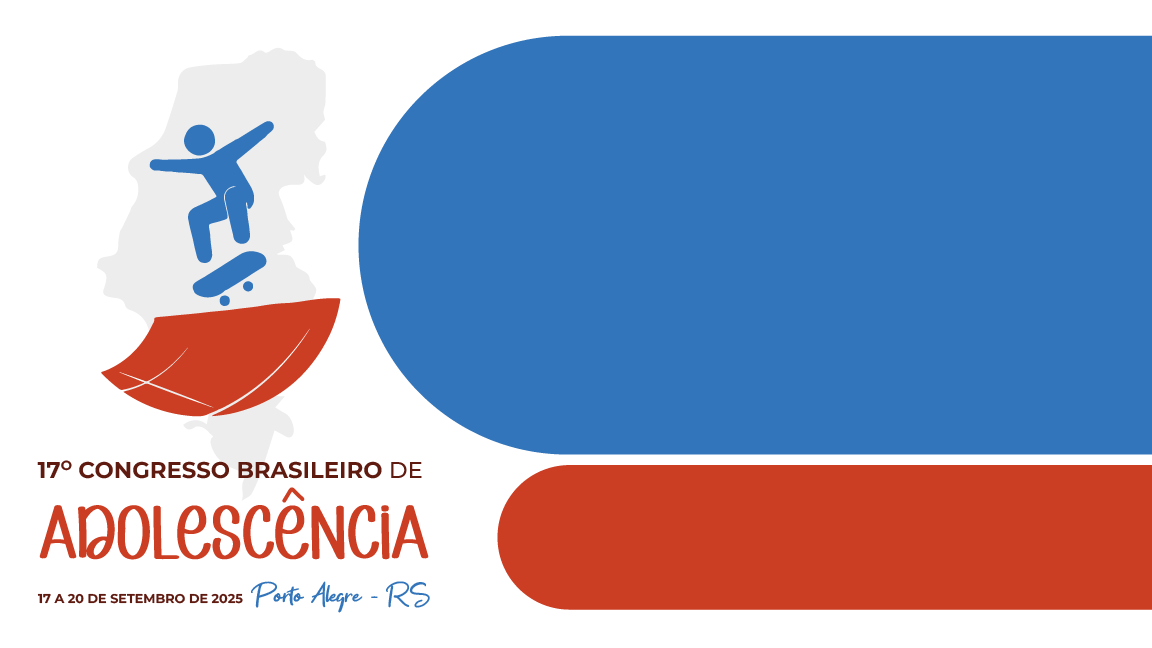 17º CONGRESSO BRASILEIRO DE
ADOLESCÊNCIA
17 A 20 DE SETEMBRO DE 2025 Porto Alegre - RS